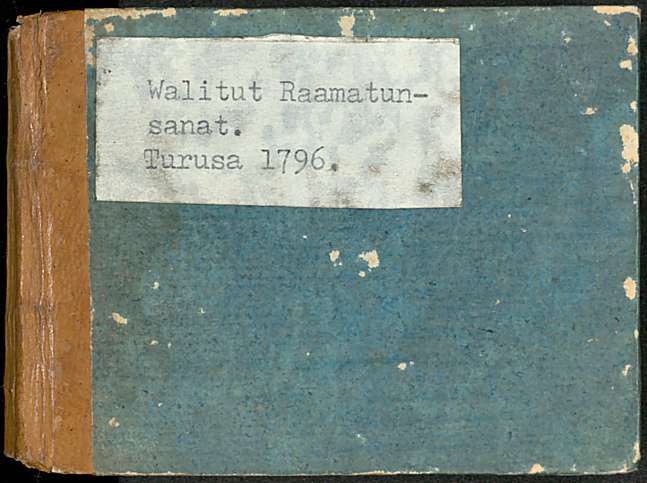 Walitut Raamatun-
sanat.
Turusa 1796.